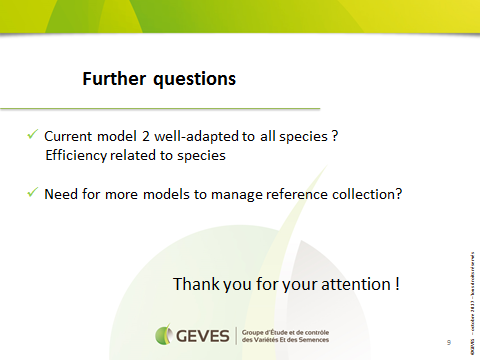 Further questions
Current model 2 well-adapted to all species ?
Efficiency related to species
Need for more models to manage reference collection?
Thank you for your attention !
GEVES
Groupe d'Étude et de contrôle
des Variétés Et des Semences
9